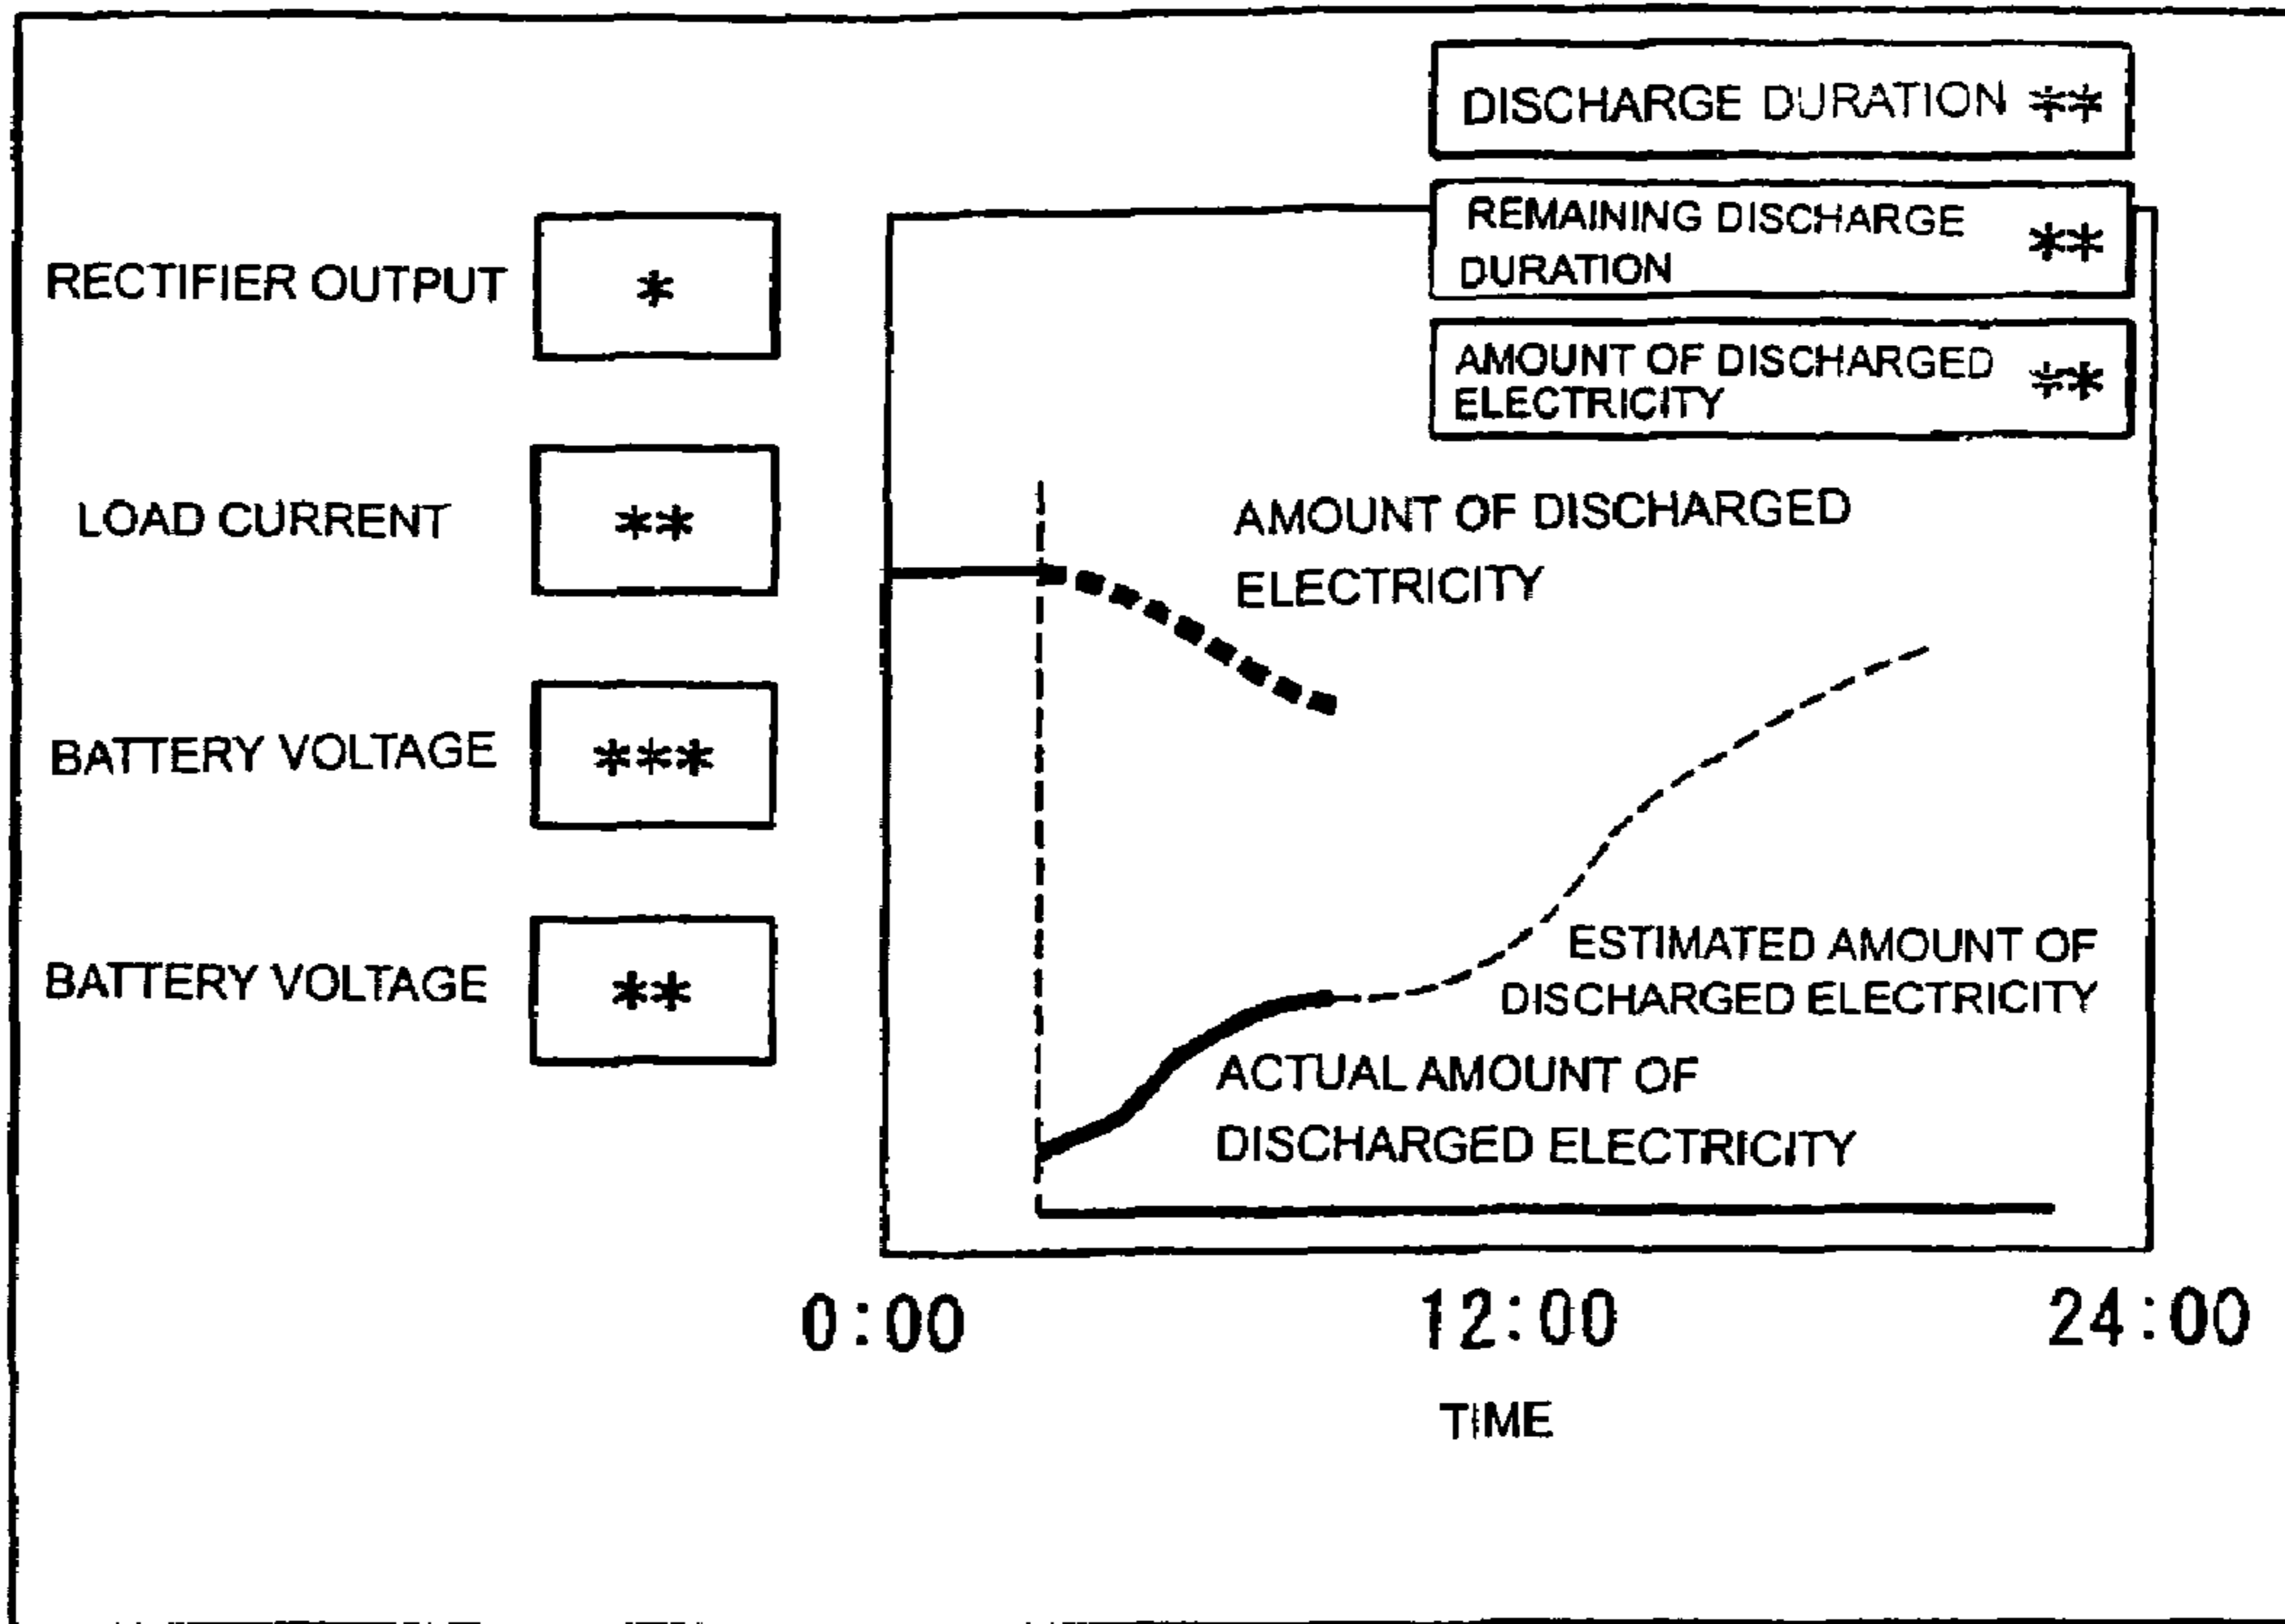 DISCHARGE DURATION **
REMAINING DISCHARGE
DURATION **
RECTIFIER OUTPUT *
AMOUNT OF DISCHARGED
ELECTRICITY **
LOAD CURRENT **
AMOUNT OF DISCHARGED
ELECTRICITY
BATTERY VOLTAGE ***
BATTERY VOLTAGE **
ESTIMATED AMOUNT OF
DISCHARGED ELECTRICITY
ACTUAL AMOUNT OF
DISCHARGED ELECTRICITY
0:00 12:00 24:00
TIME